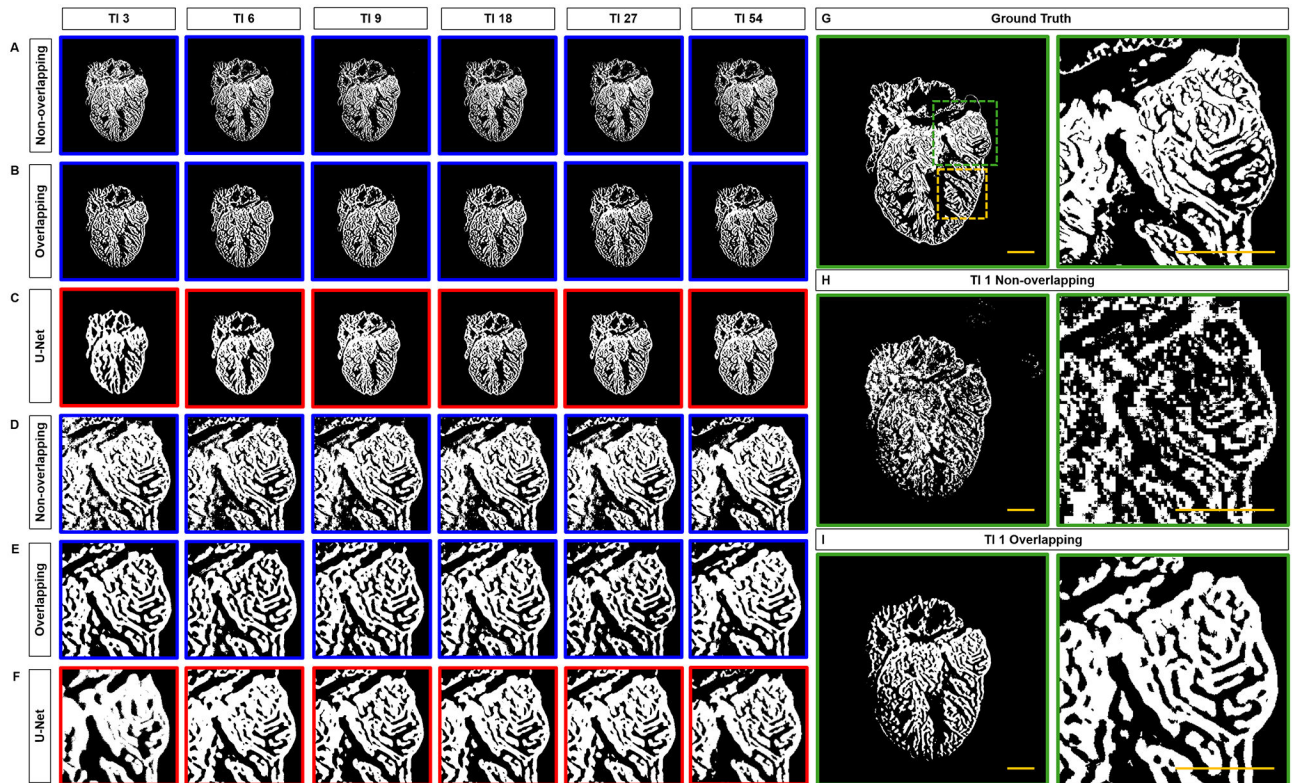 TI 3 TI 6 TI 9 TI 18 TI 27 TI 54
G Ground Truth
A Non-overlapping
B Overlapping
C U-Net
D Non-overlapping
E Overlapping
F U-Net
H TI 1 Non-overlapping
I TI 1 Overlapping